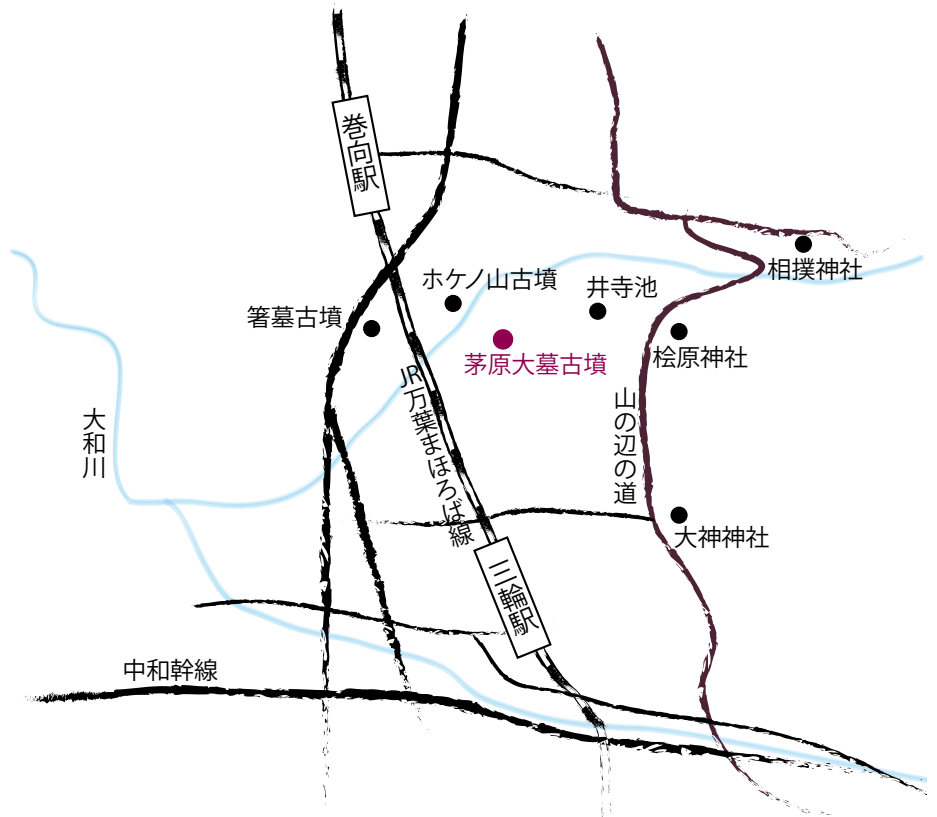 巻向駅
相撲神社
ホケノ山古墳
井寺池
箸墓古墳
桧原神社
茅原大墓古墳
JR万葉まほろば線
山の辺の道
大和川
大神神社
三輪駅
中和幹線